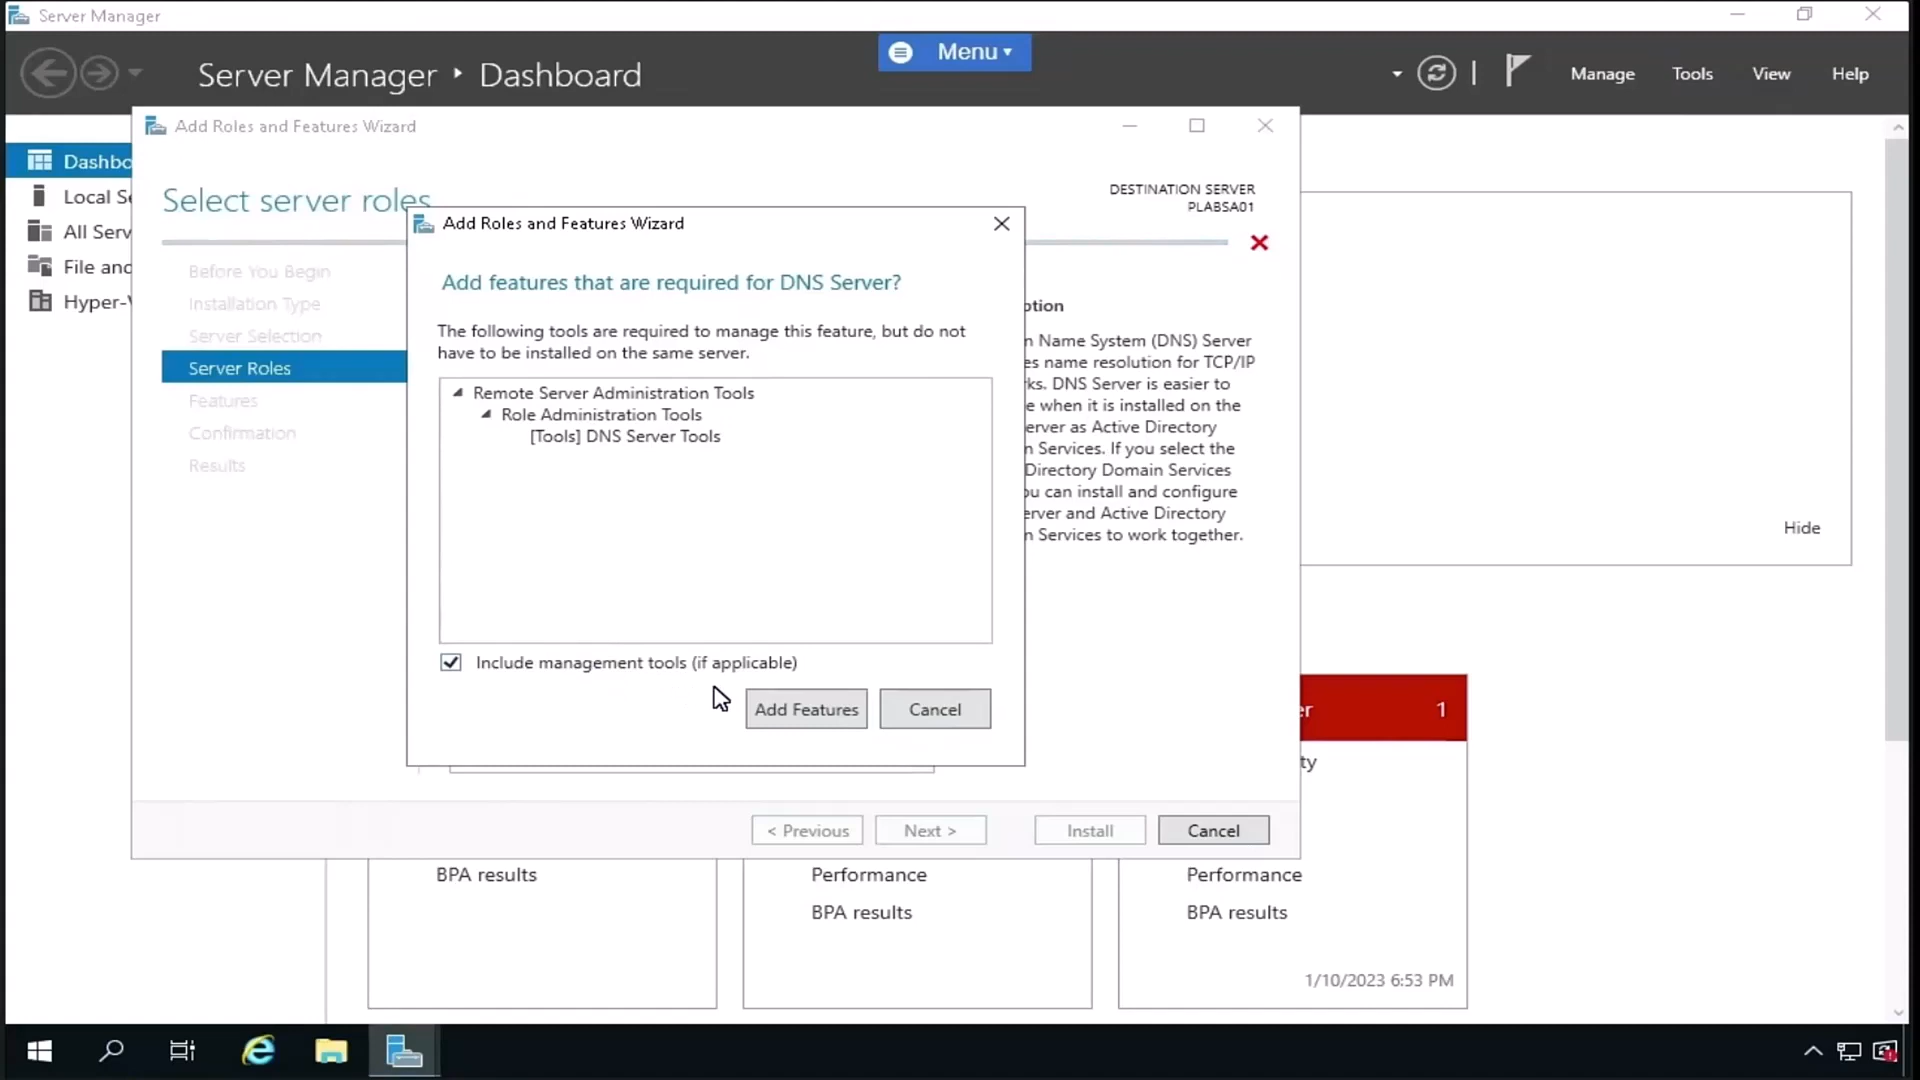 Server Manager
Server Manager ‣ Dashboard
Menu
Manage
Tools
View
Help
Add Roles and Features Wizard
Dashbo
Local Se
All Serv
File and
Hyper-V
Select server roles
DESTINATION SERVER
PLABSA01
Before You Begin
Installation Type
Server Selection
Server Roles
Features
Confirmation
Results
Add Roles and Features Wizard
Add features that are required for DNS Server?
The following tools are required to manage this feature, but do not
have to be installed on the same server.
Remote Server Administration Tools
Role Administration Tools
[Tools] DNS Server Tools
Include management tools (if applicable)
Add Features
Cancel
ption
n Name System (DNS) Server
es name resolution for TCP/IP
rks. DNS Server is easier to
e when it is installed on the
erver as Active Directory
n Services. If you select the
Directory Domain Services
ou can install and configure
erver and Active Directory
n Services to work together.
Hide
er 1
ty
< Previous
Next >
Install
Cancel
BPA results
Performance
BPA results
Performance
BPA results
1/10/2023 6:53 PM